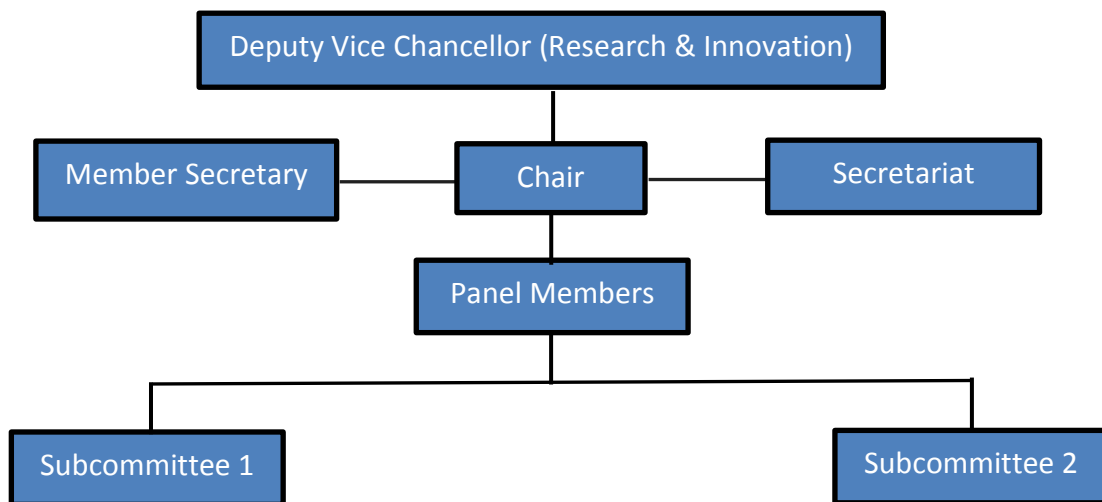 Deputy Vice Chancellor (Research & Innovation)
Member Secretary
Chair
Secretariat
Panel Members
Subcommittee 1
Subcommittee 2